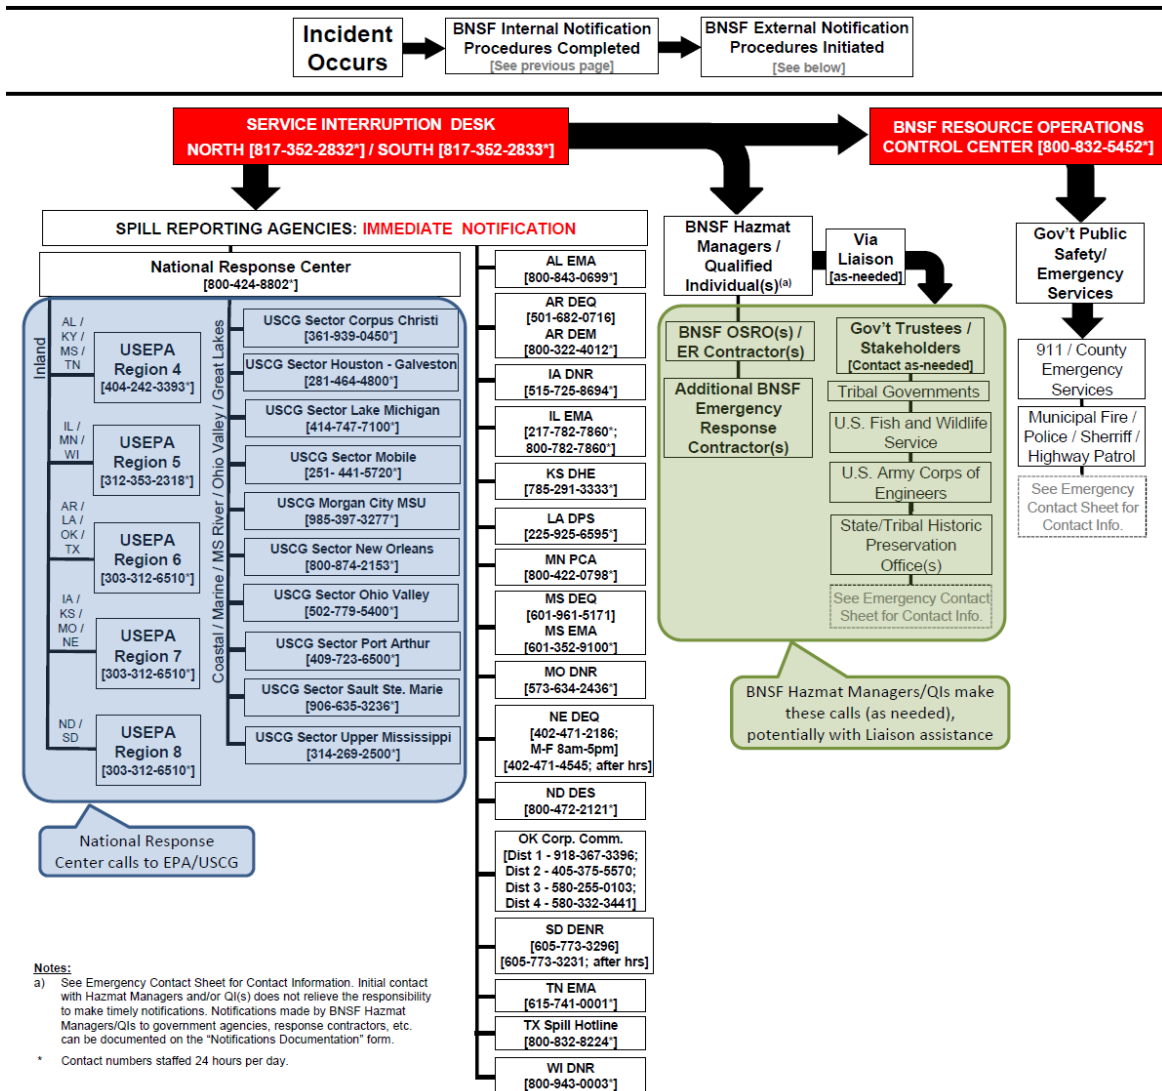 Incident
Occurs
BNSF Internal Notification
Procedures Completed
[See previous page]
BNSF External Notification
Procedures Initiated
[See below]
SERVICE INTERRUPTION DESK
NORTH [817-352-2832*] / SOUTH [817-352-2833*]
BNSF RESOURCE OPERATIONS
CONTROL CENTER [800-832-5452*]
SPILL REPORTING AGENCIES: IMMEDIATE NOTIFICATION
National Response Center
[800-424-8802*]
Inland
AL /
KY /
MS /
TN
USEPA
Region 4
[404-242-3393*]
IL /
MN /
WI
USEPA
Region 5
[312-353-2318*]
AR /
LA /
OK /
TX
USEPA
Region 6
[303-312-6510*]
IA /
KS /
MO /
NE
USEPA
Region 7
[303-312-6510*]
ND /
SD
USEPA
Region 8
[303-312-6510*]
Coastal / Marine / MS River / Ohio Valley / Great Lakes
USCG Sector Corpus Christi
[361-939-0450*]
USCG Sector Houston - Galveston
[281-464-4800*]
USCG Sector Lake Michigan
[414-747-7100*]
USCG Sector Mobile
[251- 441-5720*]
USCG Morgan City MSU
[985-397-3277*]
USCG Sector New Orleans
[800-874-2153*]
USCG Sector Ohio Valley
[502-779-5400*]
USCG Sector Port Arthur
[409-723-6500*]
USCG Sector Sault Ste. Marie
[906-635-3236*]
USCG Sector Upper Mississippi
[314-269-2500*]
National Response
Center calls to EPA/USCG
AL EMA
[800-843-0699*]
AR DEQ
[501-682-0716]
AR DEM
[800-322-4012*]
IA DNR
[515-725-8694*]
IL EMA
[217-782-7860*;
800-782-7860*]
KS DHE
[785-291-3333*]
LA DPS
[225-925-6595*]
MN PCA
[800-422-0798*]
MS DEQ
[601-961-5171]
MS EMA
[601-352-9100*]
MO DNR
[573-634-2436*]
NE DEQ
[402-471-2186;
M-F 8am-5pm]
[402-471-4545; after hrs]
ND DES
[800-472-2121*]
OK Corp. Comm.
[Dist 1 - 918-367-3396;
Dist 2 - 405-375-5570;
Dist 3 - 580-255-0103;
Dist 4 - 580-332-3441]
SD DENR
[605-773-3296]
[605-773-3231; after hrs]
TN EMA
[615-741-0001*]
TX Spill Hotline
[800-832-8224*]
WI DNR
[800-943-0003*]
BNSF Hazmat
Managers /
Qualified
Individual(s)(a)
Via
Liaison
[as-needed]
BNSF OSRO(s) /
ER Contractor(s)
Additional BNSF
Emergency
Response
Contractor(s)
Gov't Trustees /
Stakeholders
[Contact as-needed]
Tribal Governments
U.S. Fish and Wildlife
Service
U.S. Army Corps of
Engineers
State/Tribal Historic
Preservation
Office(s)
See Emergency Contact
Sheet for Contact Info.
BNSF Hazmat Managers/QIs make
these calls (as needed),
potentially with Liaison assistance
Gov't Public
Safety/
Emergency
Services
911 / County
Emergency
Services
Municipal Fire /
Police / Sherriff /
Highway Patrol
See Emergency
Contact Sheet for
Contact Info.
Notes:
a) See Emergency Contact Sheet for Contact Information. Initial contact
with Hazmat Managers and/or QI(s) does not relieve the responsibility
to make timely notifications. Notifications made by BNSF Hazmat
Managers/QIs to government agencies, response contractors, etc.
can be documented on the "Notifications Documentation" form.
* Contact numbers staffed 24 hours per day.